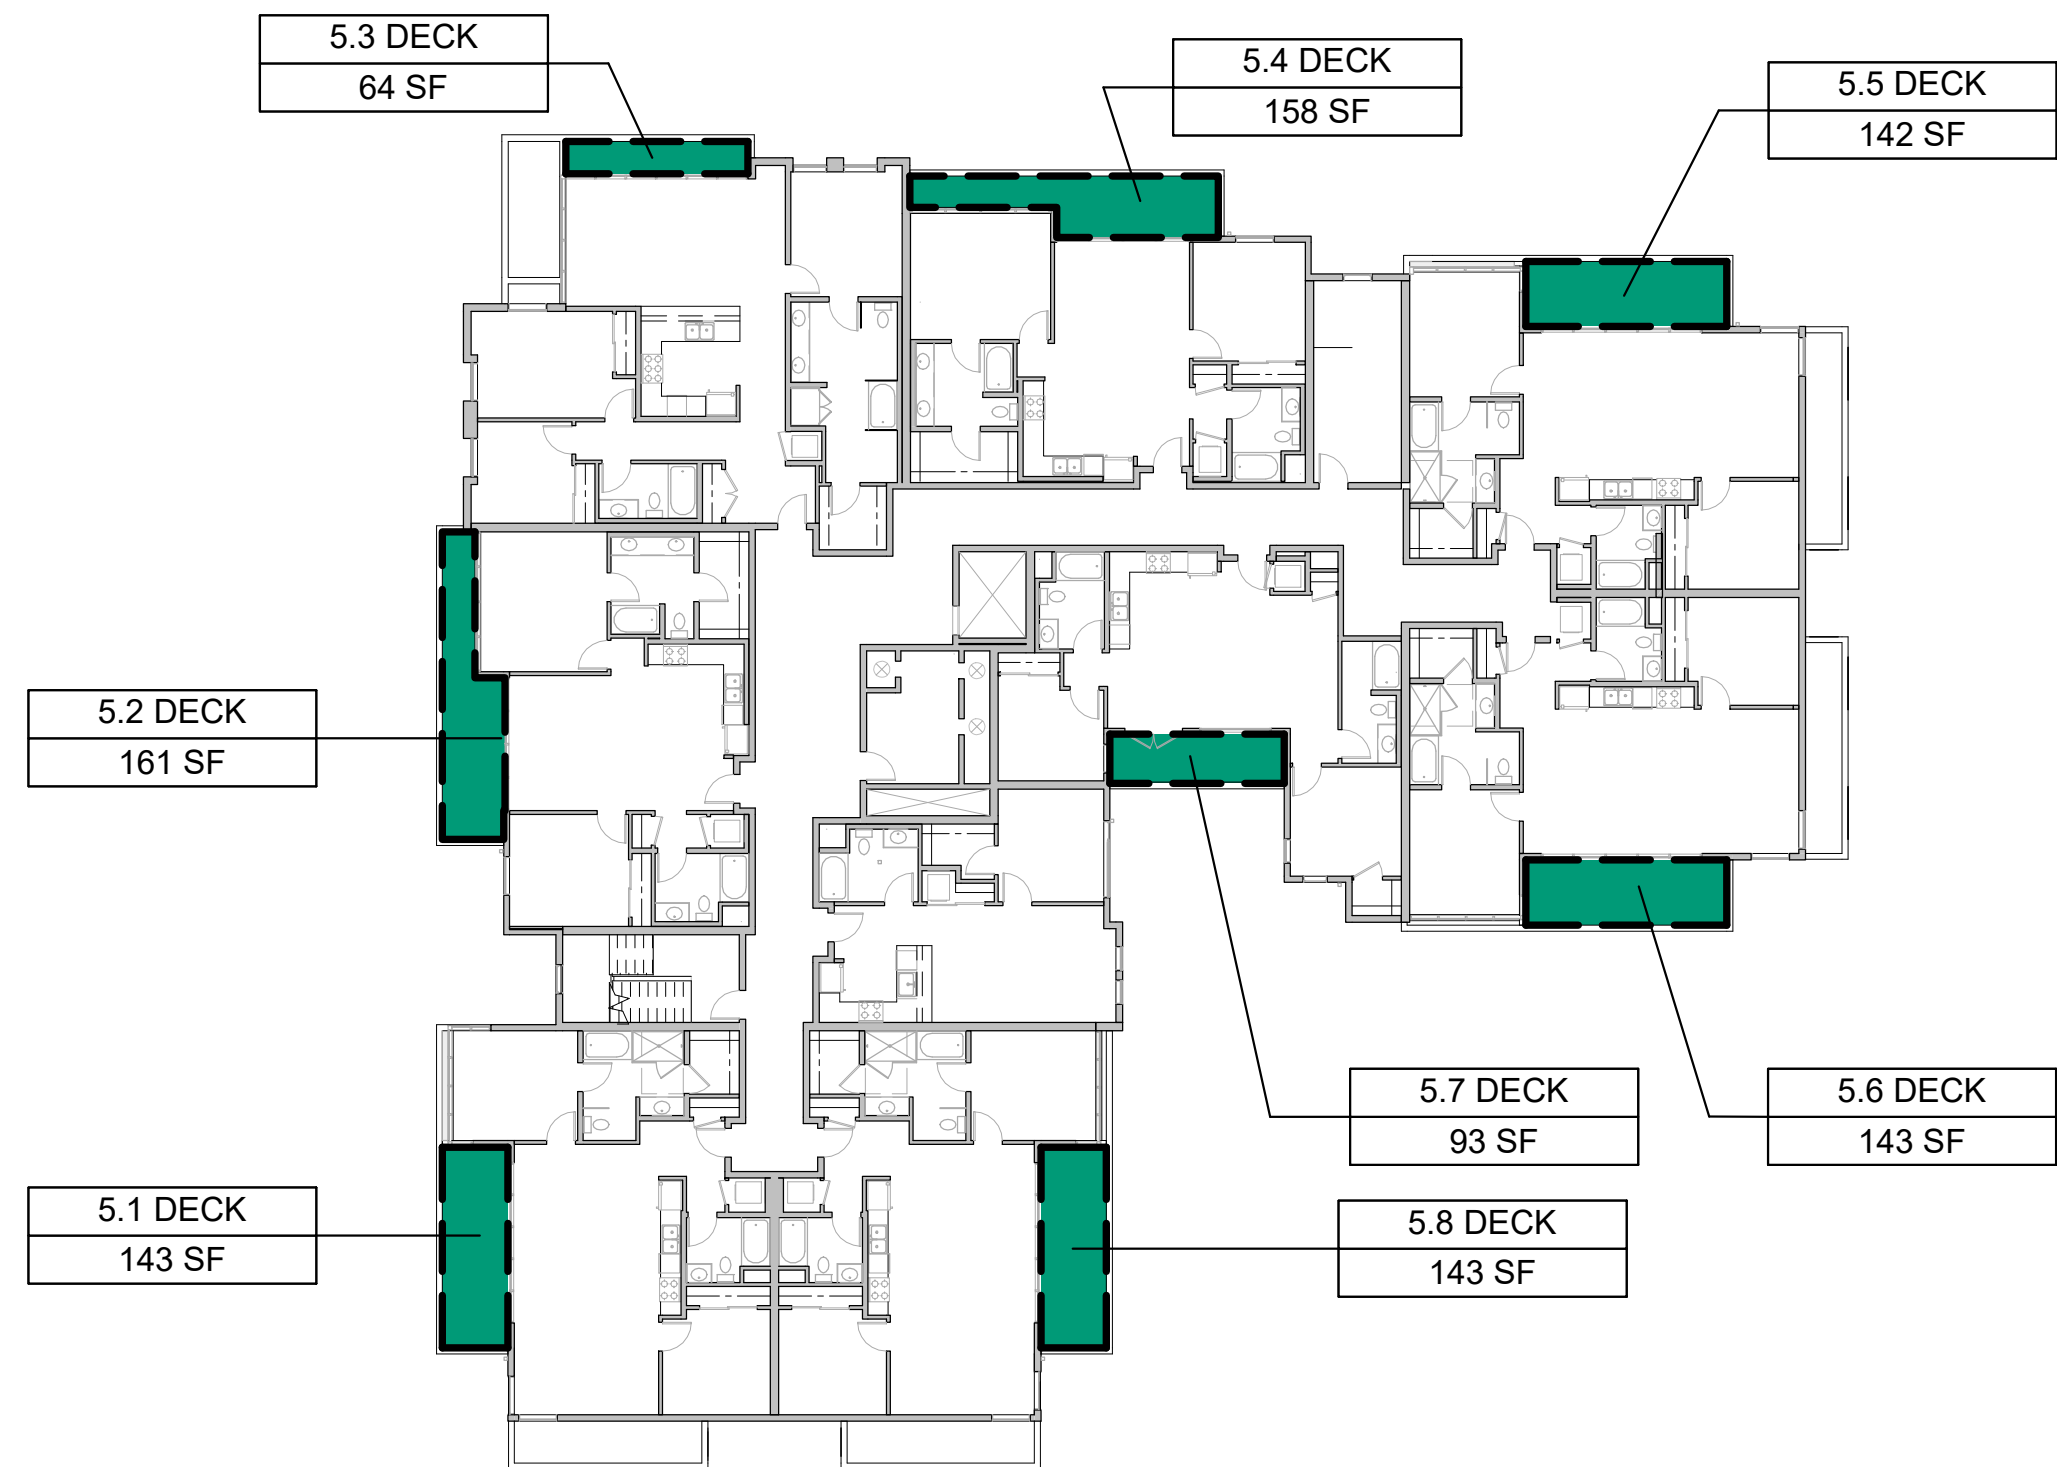 5.3 DECK
64 SF
5.4 DECK
158 SF
5.5 DECK
142 SF
5.2 DECK
161 SF
5.7 DECK
93 SF
5.6 DECK
143 SF
5.1 DECK
143 SF
5.8 DECK
143 SF